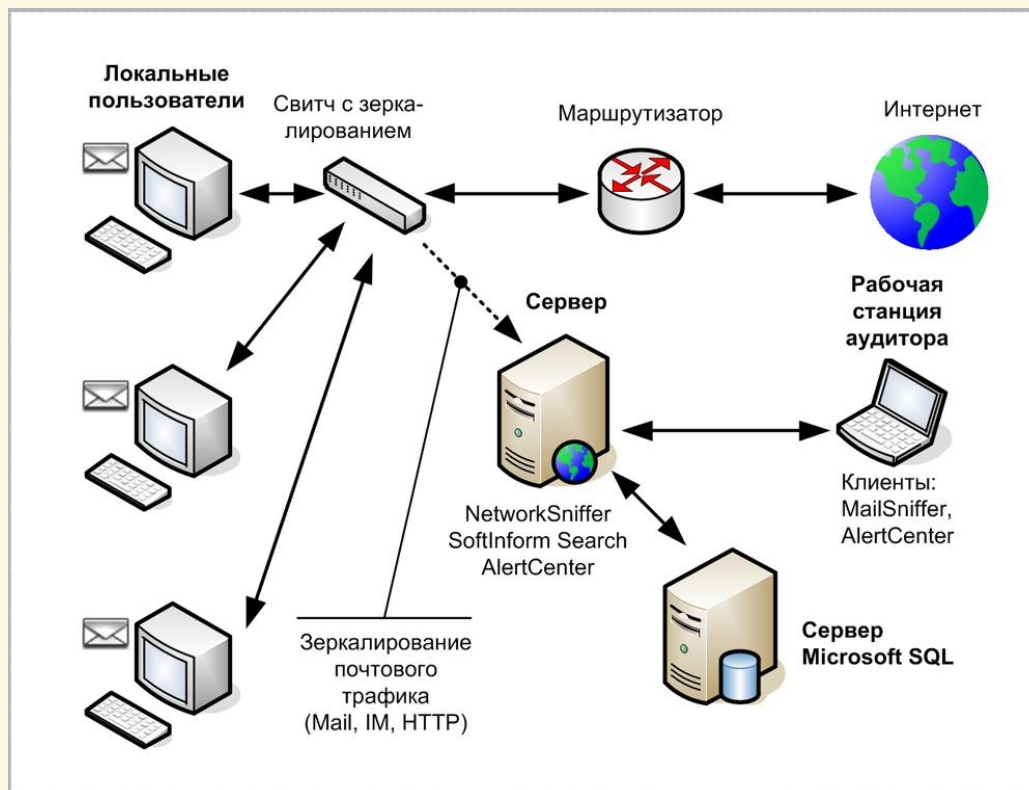 Локальные
пользователи
Свитч с зерка-
лированием
Маршрутизатор
Интернет
Сервер
Рабочая
станция
аудитора
NetworkSniffer
SoftInform Search
AlertCenter
Клиенты:
MailSniffer,
AlertCenter
Зеркалирование
почтового
трафика
(Mail, IM, HTTP)
Сервер
Microsoft SQL